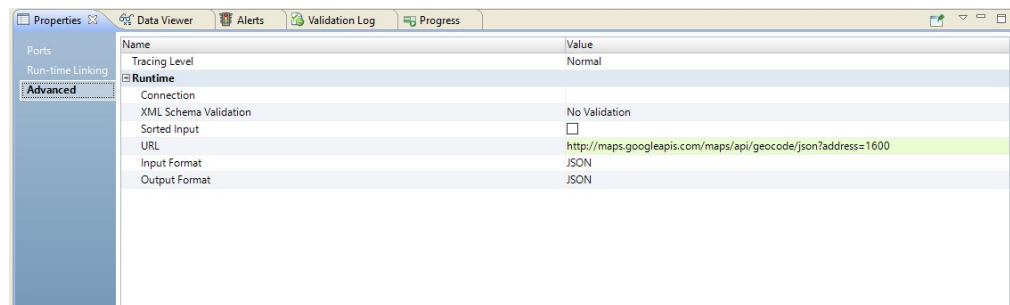 Properties Data Viewer Alerts Validation Log Progress
Ports
Run-time Linking
Advanced
Name Value
Tracing Level Normal
Runtime
Connection
XML Schema Validation No Validation
Sorted Input
URL http://maps.googleapis.com/maps/api/geocode/json?address=1600
Input Format JSON
Output Format JSON